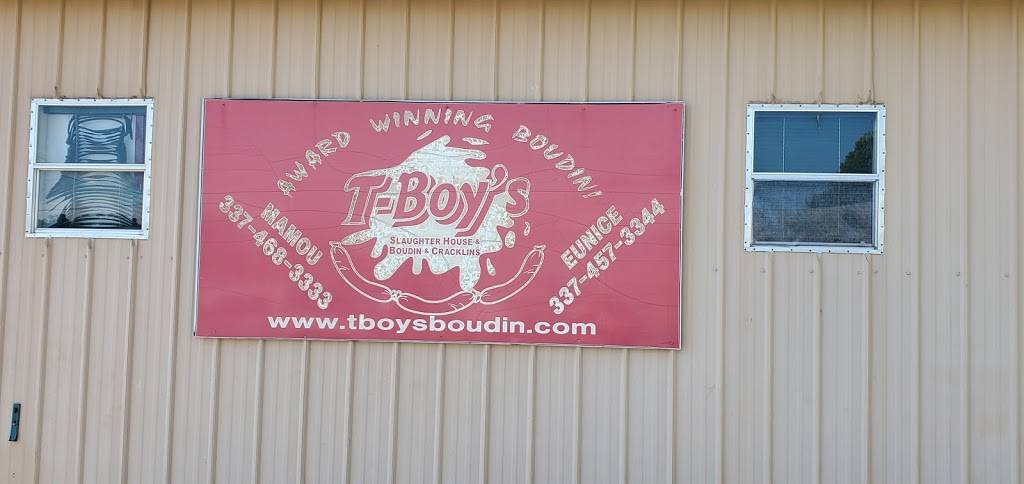 AWARD WINNING BOUDIN!
T-BOY'S
SLAUGHTER HOUSE &
BOUDIN & CRACKLINS
MAMOU
337-468-3333
EUNICE
337-457-3344
www.tboysboudin.com